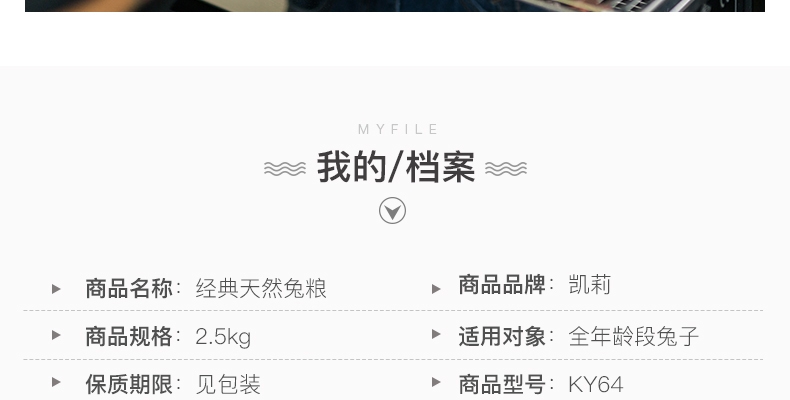 MYFILE
我的/档案
商品名称：经典天然兔粮
商品品牌：凯莉
商品规格：2.5kg
适用对象：全年龄段兔子
保质期限：见包装
商品型号：KY64